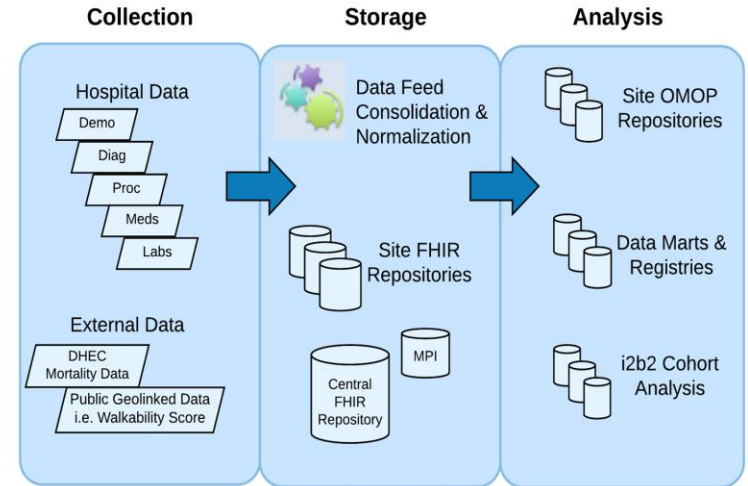 Collection
Storage
Analysis
Hospital Data
Demo
Diag
Proc
Meds
Labs
External Data
DHEC
Mortality Data
Public Geolinked Data
i.e. Walkability Score
Data Feed
Consolidation &
Normalization
Site FHIR
Repositories
MPI
Central
FHIR
Repository
Site OMOP
Repositories
Data Marts &
Registries
i2b2 Cohort
Analysis